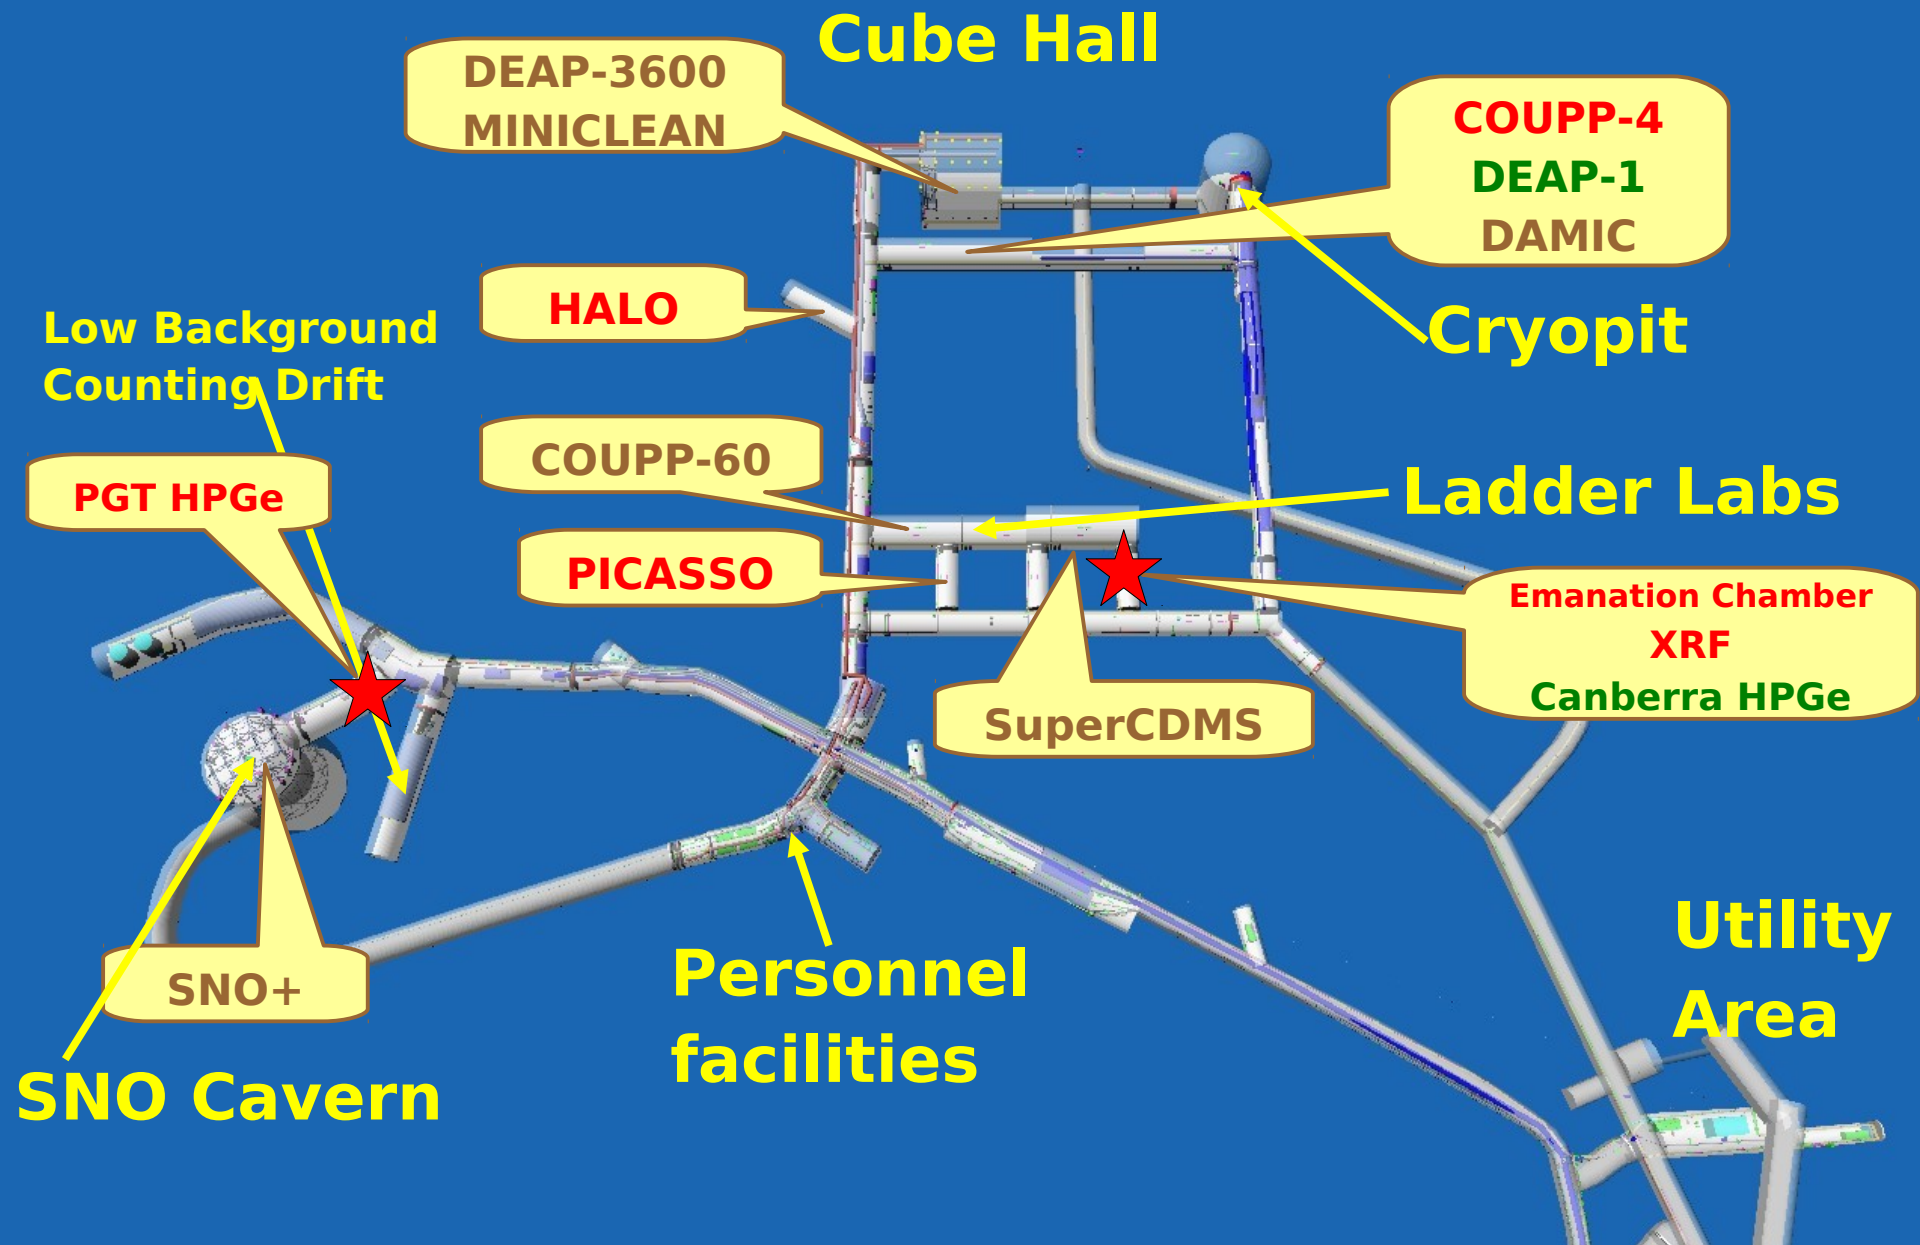 Cube Hall
DEAP-3600
MINICLEAN
COUPP-4
DEAP-1
DAMIC
HALO
Low Background
Counting Drift
Cryopit
COUPP-60
PGT HPGe
Ladder Labs
PICASSO
Emanation Chamber
XRF
Canberra HPGe
SuperCDMS
Utility
Area
SNO+
Personnel
facilities
SNO Cavern